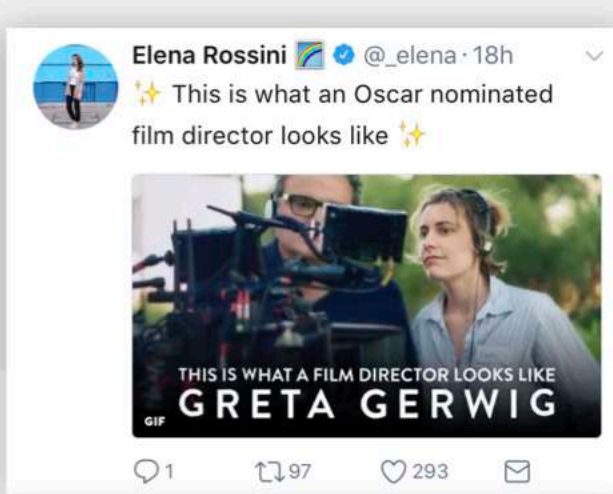 Elena Rossini 🌈 @_elena · 18h
✨ This is what an Oscar nominated
film director looks like ✨
THIS IS WHAT A FILM DIRECTOR LOOKS LIKE
GRETA GERWIG
GIF
1 97 293